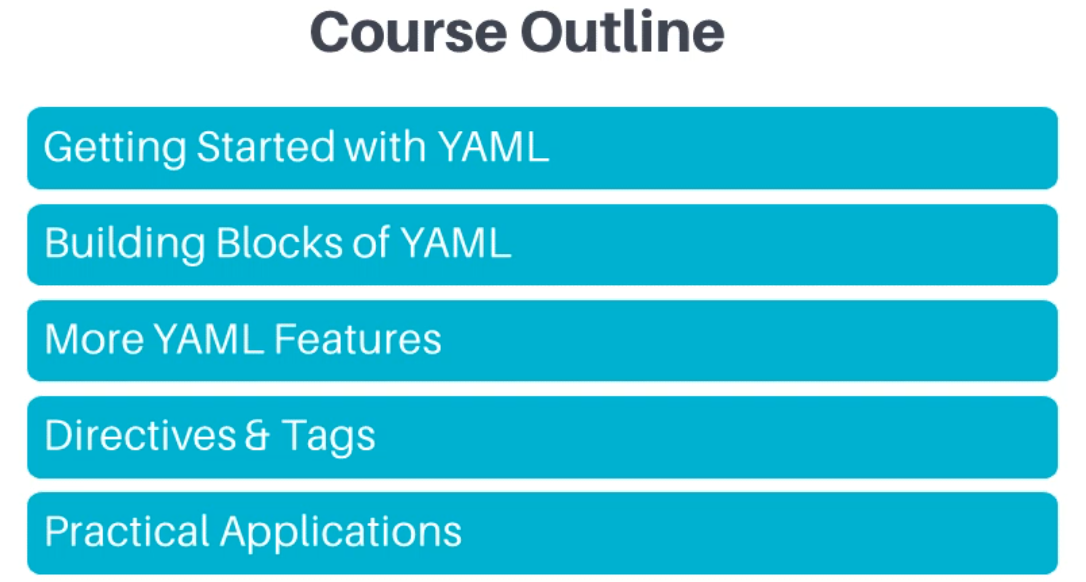 Course Outline
Getting Started with YAML
Building Blocks of YAML
More YAML Features
Directives & Tags
Practical Applications